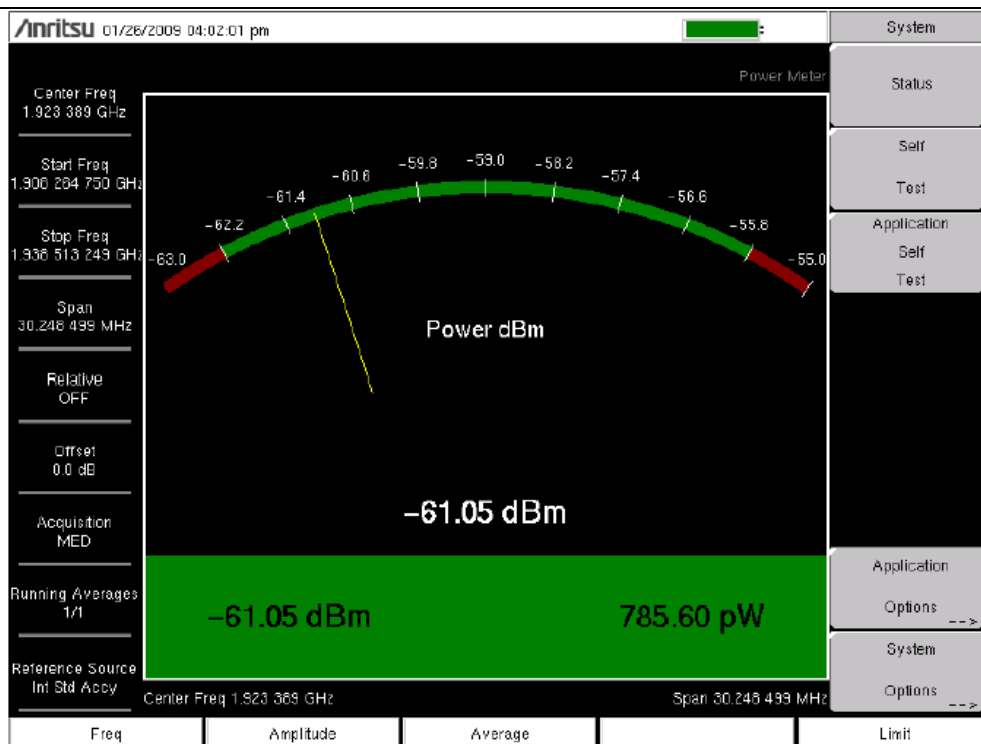 Anritsu 01/26/2009 04:02:01 pm
System
Power Meter
Center Freq
1.923 389 GHz
Start Freq
1.908 264 750 GHz
Stop Freq
1.938 513 249 GHz
Span
30.248 499 MHz
Relative
OFF
Offset
0.0 dB
Acquisition
MED
Running Averages
1/1
Reference Source
Int Std Accy
-63.0
-62.2
-61.4
-60.6
-59.8
-59.0
-58.2
-57.4
-56.6
-55.8
-55.0
Power dBm
-61.05 dBm
-61.05 dBm 785.60 pW
Center Freq 1.923 389 GHz Span 30.248 499 MHz
Status
Self
Test
Application
Self
Test
Application
Options
-->
System
Options
-->
Freq Amplitude Average Limit